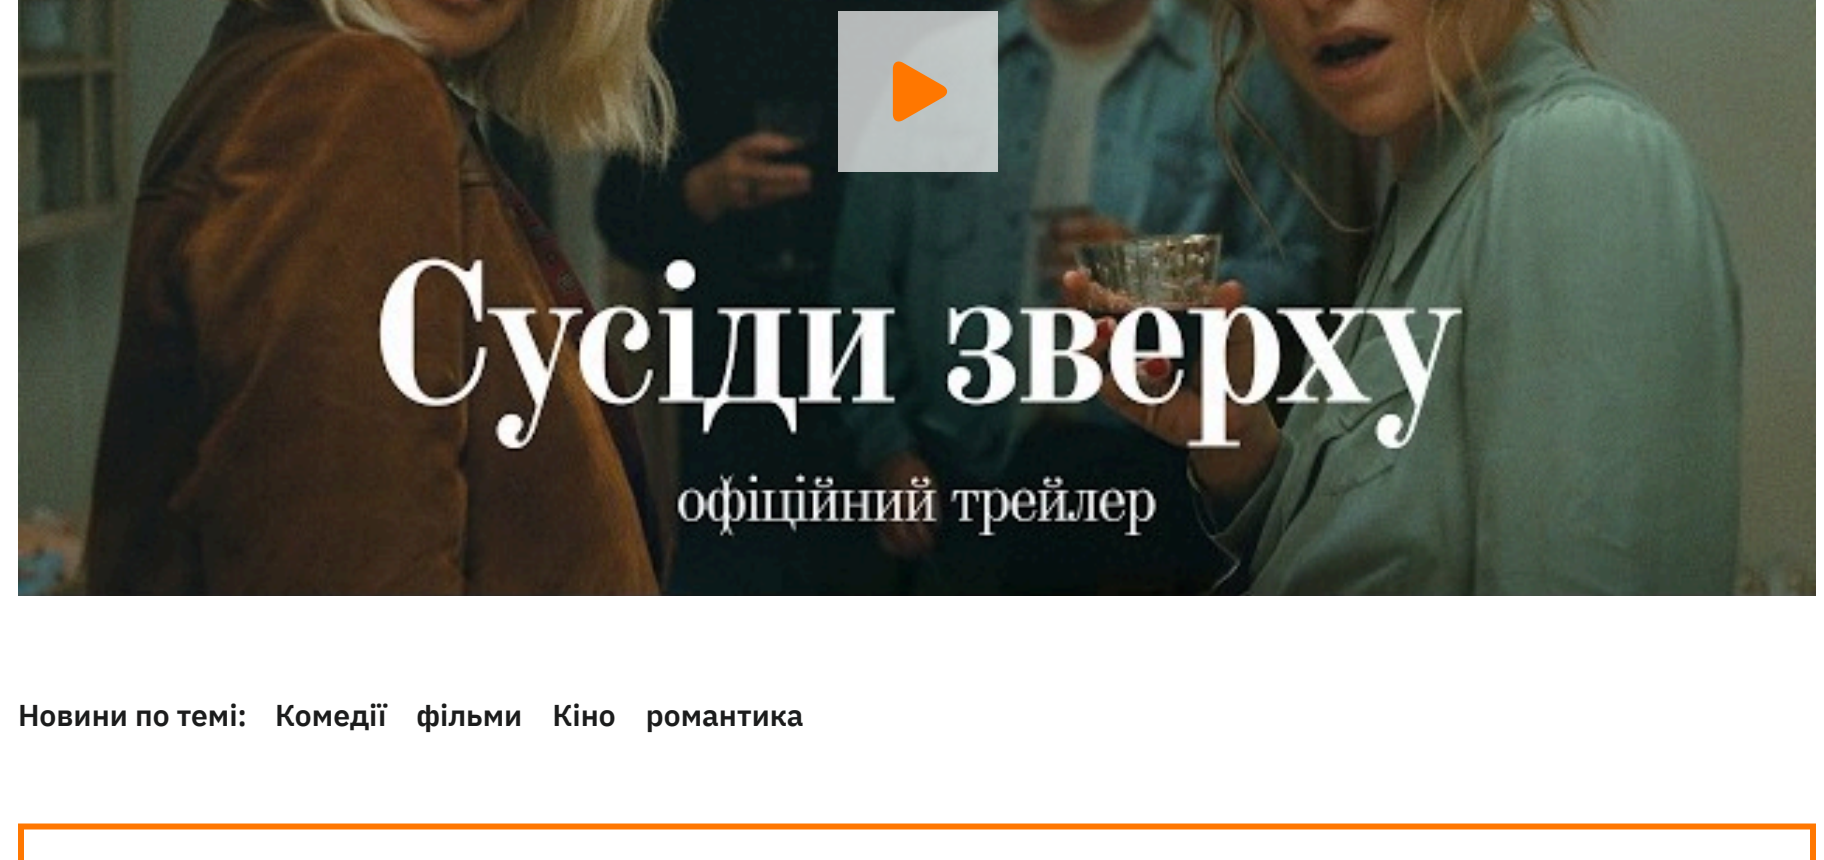 Сусіди зверху
офіційний трейлер
Новини по темі: Комедії фільми Кіно романтика